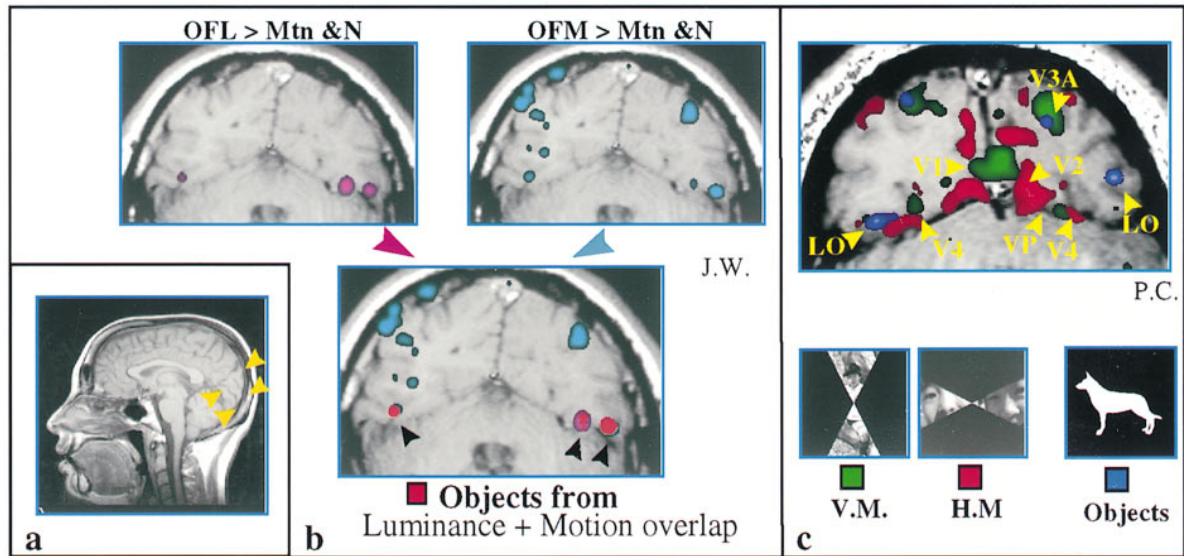 OFL > Mtn &N
OFM > Mtn &N
J.W.
Objects from
Luminance + Motion overlap
a
b
V3A
V1
V2
LO
V4
VP
V4
LO
P.C.
V.M.
H.M
Objects
c